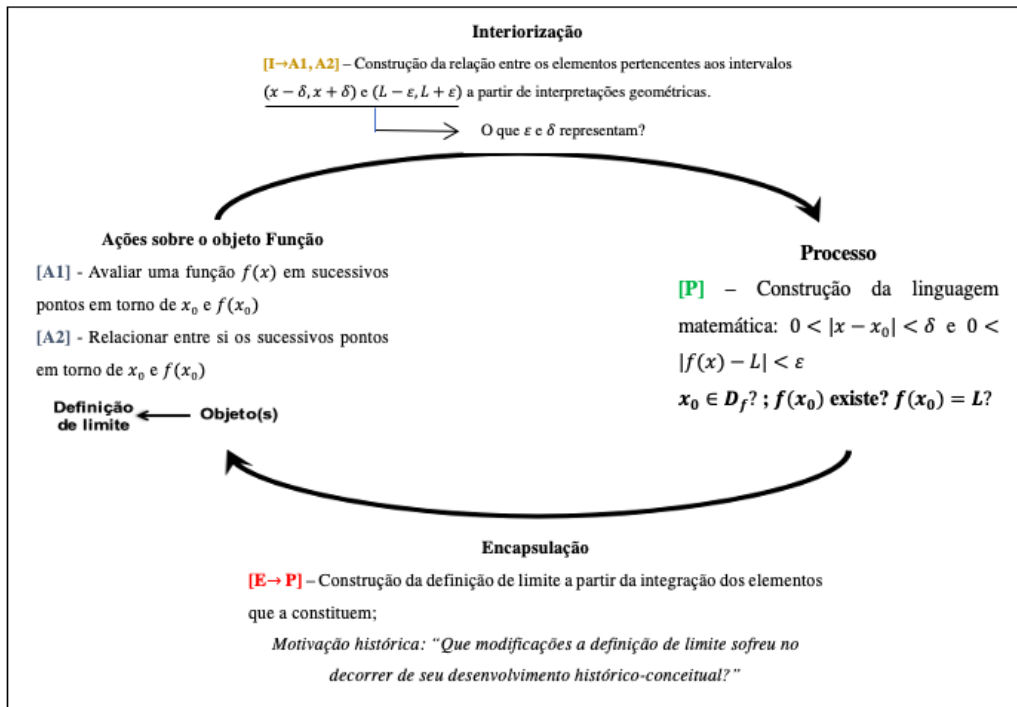 Interiorização
[I→A1, A2] – Construção da relação entre os elementos pertencentes aos intervalos
(x − δ, x + δ) e (L − ε, L + ε) a partir de interpretações geométricas.
O que ε e δ representam?
Ações sobre o objeto Função
[A1] - Avaliar uma função f(x) em sucessivos
pontos em torno de x₀ e f(x₀)
[A2] - Relacionar entre si os sucessivos pontos
em torno de x₀ e f(x₀)
Definição
de limite
Objeto(s)
Processo
[P] – Construção da linguagem
matemática: 0 < |x − x₀| < δ e 0 <
|f(x) − L| < ε
x₀ ∈ D_f? ; f(x₀) existe? f(x₀) = L?
Encapsulação
[E→ P] – Construção da definição de limite a partir da integração dos elementos
que a constituem;
Motivação histórica: “Que modificações a definição de limite sofreu no
decorrer de seu desenvolvimento histórico-conceitual?”